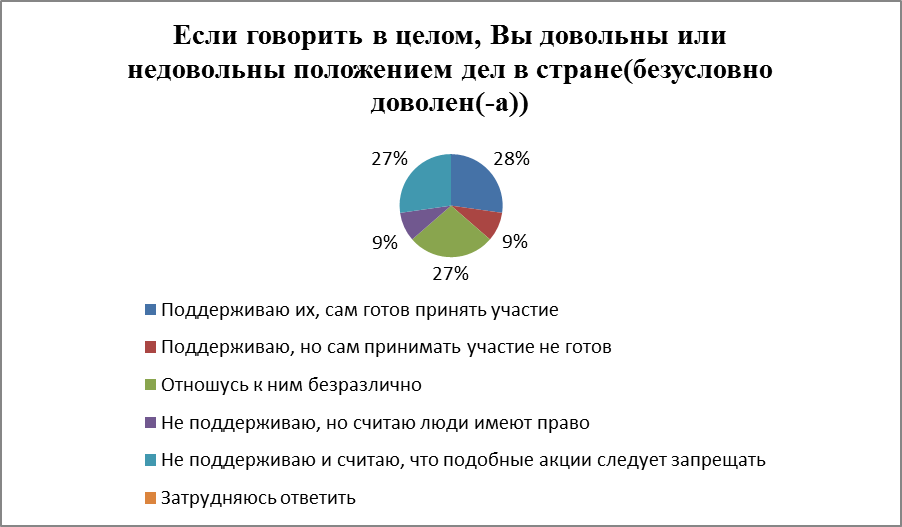 Если говорить в целом, Вы довольны или
недовольны положением дел в стране(безусловно
доволен(-а))
27%
28%
9%
9%
27%
Поддерживаю их, сам готов принять участие
Поддерживаю, но сам принимать участие не готов
Отношусь к ним безразлично
Не поддерживаю, но считаю люди имеют право
Не поддерживаю и считаю, что подобные акции следует запрещать
Затрудняюсь ответить